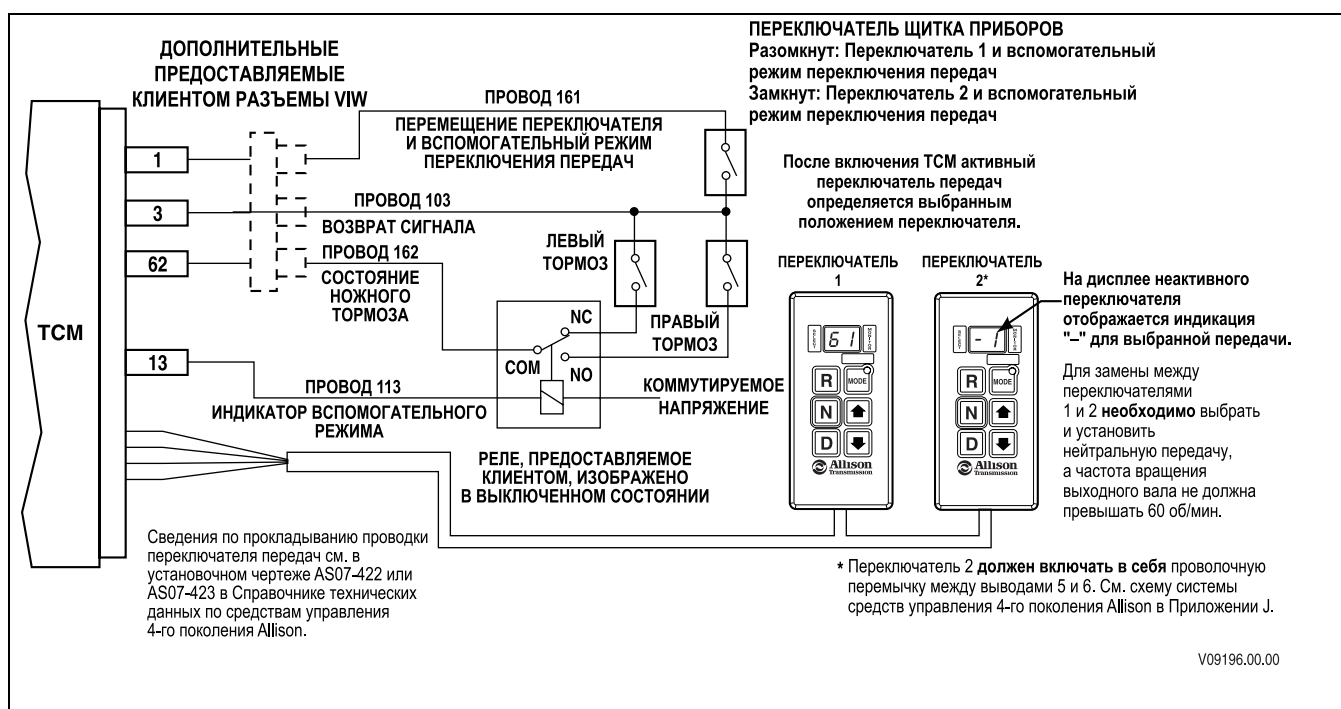 ПЕРЕКЛЮЧАТЕЛЬ ЩИТКА ПРИБОРОВ
Разомкнут: Переключатель 1 и вспомогательный
режим переключения передач
Замкнут: Переключатель 2 и вспомогательный
режим переключения передач
ДОПОЛНИТЕЛЬНЫЕ
ПРЕДОСТАВЛЯЕМЫЕ
КЛИЕНТОМ РАЗЪЕМЫ VIW
ПРОВОД 161
ПЕРЕМЕЩЕНИЕ ПЕРЕКЛЮЧАТЕЛЯ
И ВСПОМОГАТЕЛЬНЫЙ РЕЖИМ
ПЕРЕКЛЮЧЕНИЯ ПЕРЕДАЧ
1
3
62
13
TCM
ПРОВОД 103
ВОЗВРАТ СИГНАЛА
ПРОВОД 162
СОСТОЯНИЕ
НОЖНОГО
ТОРМОЗА
ЛЕВЫЙ
ТОРМОЗ
ПРАВЫЙ
ТОРМОЗ
NC
COM
NO
ПРОВОД 113
ИНДИКАТОР ВСПОМОГАТЕЛЬНОГО
РЕЖИМА
КОММУТИРУЕМОЕ
НАПРЯЖЕНИЕ
РЕЛЕ, ПРЕДОСТАВЛЯЕМОЕ
КЛИЕНТОМ, ИЗОБРАЖЕНО
В ВЫКЛЮЧЕННОМ СОСТОЯНИИ
После включения TCM активный
переключатель передач
определяется выбранным
положением переключателя.
ПЕРЕКЛЮЧАТЕЛЬ
1
61
R
MODE
N
D
Allison
Transmission
ПЕРЕКЛЮЧАТЕЛЬ
2*
-1
R
MODE
N
D
Allison
Transmission
На дисплее неактивного
переключателя
отображается индикация
"–" для выбранной передачи.
Для замены между
переключателями
1 и 2 необходимо выбрать
и установить
нейтральную передачу,
а частота вращения
выходного вала не должна
превышать 60 об/мин.
Сведения по прокладыванию проводки
переключателя передач см. в
установочном чертеже AS07-422 или
AS07-423 в Справочнике технических
данных по средствам управления
4-го поколения Allison.
* Переключатель 2 должен включать в себя проволочную
перемычку между выводами 5 и 6. См. схему системы
средств управления 4-го поколения Allison в Приложении J.
V09196.00.00